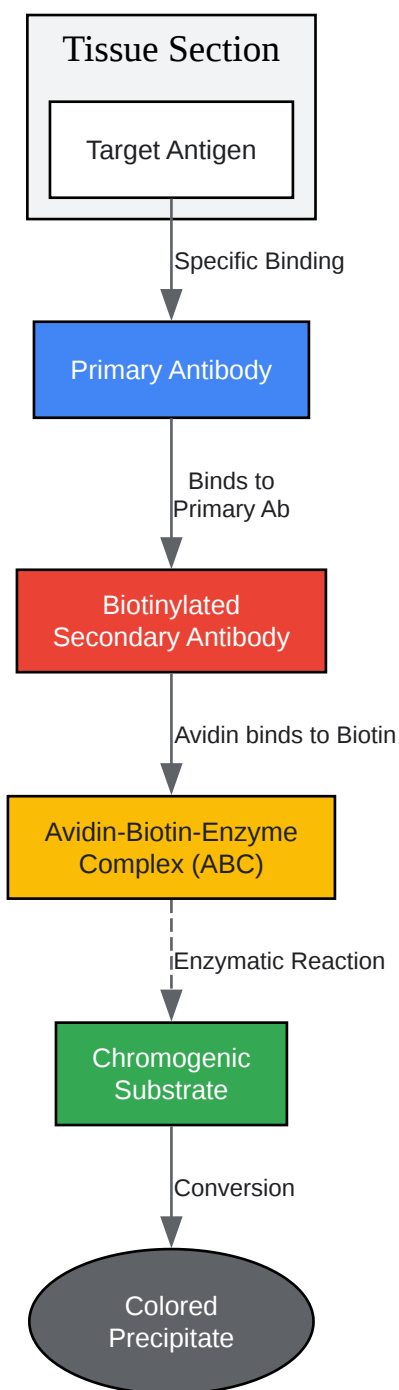 Tissue Section
Target Antigen
Specific Binding
Primary Antibody
Binds to
Primary Ab
Biotinylated
Secondary Antibody
Avidin binds to Biotin
Avidin-Biotin-Enzyme
Complex (ABC)
Enzymatic Reaction
Chromogenic
Substrate
Conversion
Colored
Precipitate